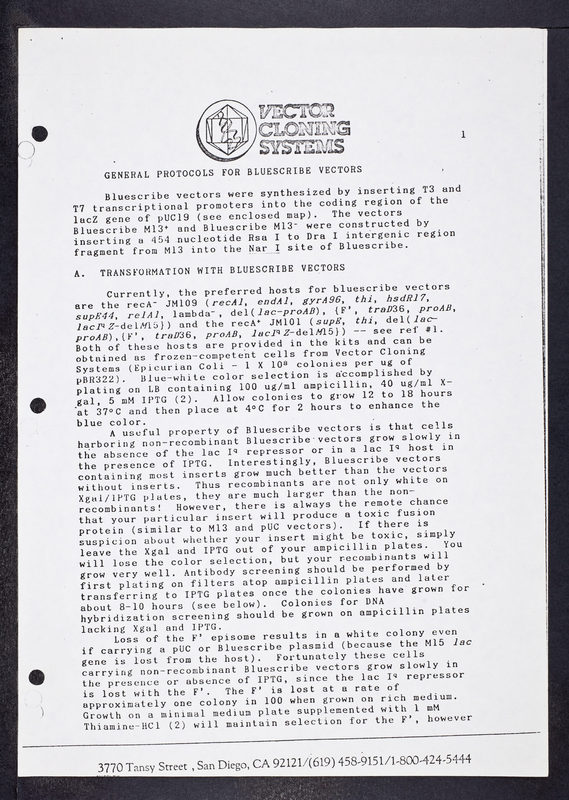 VECTOR
CLONING
SYSTEMS
1
GENERAL PROTOCOLS FOR BLUESCRIBE VECTORS
Bluescribe vectors were synthesized by inserting T3 and
T7 transcriptional promoters into the coding region of the
lacZ gene of pUC19 (see enclosed map). The vectors
Bluescribe M13⁺ and Bluescribe M13⁻ were constructed by
inserting a 454 nucleotide Rsa I to Dra I intergenic region
fragment from M13 into the Nar I site of Bluescribe.
A. TRANSFORMATION WITH BLUESCRIBE VECTORS
Currently, the preferred hosts for bluescribe vectors
are the recA⁻ JM109 (recA1, endA1, gyrA96, thi, hsdR17,
supE44, relA1, lambda⁻, del(lac-proAB), {F', traD36, proAB,
lacIq Z-delM15}) and the recA⁺ JM101 (supE, thi, del(lac-
proAB),{F', traD36, proAB, lacIq Z-delM15}) -- see ref #1.
Both of these hosts are provided in the kits and can be
obtained as frozen-competent cells from Vector Cloning
Systems (Epicurian Coli - 1 X 10⁸ colonies per ug of
pBR322). Blue-white color selection is accomplished by
plating on LB containing 100 ug/ml ampicillin, 40 ug/ml X-
gal, 5 mM IPTG (2). Allow colonies to grow 12 to 18 hours
at 37°C and then place at 4°C for 2 hours to enhance the
blue color.
A useful property of Bluescribe vectors is that cells
harboring non-recombinant Bluescribe vectors grow slowly in
the absence of the lac Iq repressor or in a lac Iq host in
the presence of IPTG. Interestingly, Bluescribe vectors
containing most inserts grow much better than the vectors
without inserts. Thus recombinants are not only white on
Xgal/IPTG plates, they are much larger than the non-
recombinants! However, there is always the remote chance
that your particular insert will produce a toxic fusion
protein (similar to M13 and pUC vectors). If there is
suspicion about whether your insert might be toxic, simply
leave the Xgal and IPTG out of your ampicillin plates. You
will lose the color selection, but your recombinants will
grow very well. Antibody screening should be performed by
first plating on filters atop ampicillin plates and later
transferring to IPTG plates once the colonies have grown for
about 8-10 hours (see below). Colonies for DNA
hybridization screening should be grown on ampicillin plates
lacking Xgal and IPTG.
Loss of the F' episome results in a white colony even
if carrying a pUC or Bluescribe plasmid (because the M15 lac
gene is lost from the host). Fortunately these cells
carrying non-recombinant Bluescribe vectors grow slowly in
the presence or absence of IPTG, since the lac Iq repressor
is lost with the F'. The F' is lost at a rate of
approximately one colony in 100 when grown on rich medium.
Growth on a minimal medium plate supplemented with 1 mM
Thiamine-HCl (2) will maintain selection for the F', however
3770 Tansy Street , San Diego, CA 92121/(619) 458-9151/1-800-424-5444